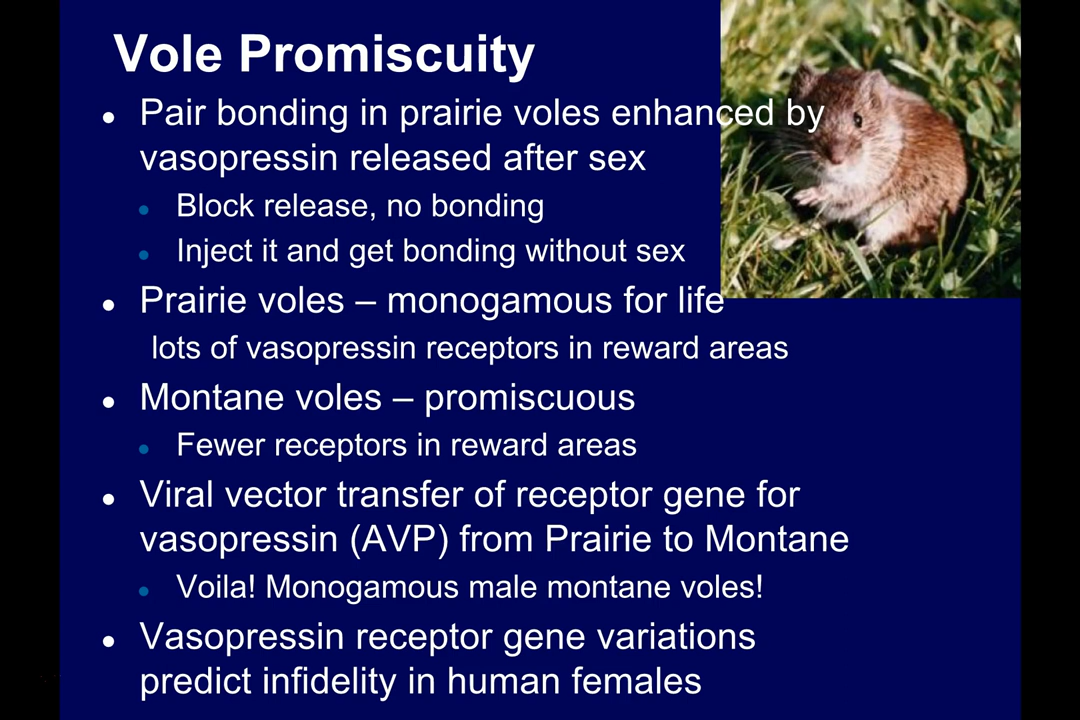 Vole Promiscuity
Pair bonding in prairie voles enhanced by
vasopressin released after sex
Block release, no bonding
Inject it and get bonding without sex
Prairie voles – monogamous for life
lots of vasopressin receptors in reward areas
Montane voles – promiscuous
Fewer receptors in reward areas
Viral vector transfer of receptor gene for
vasopressin (AVP) from Prairie to Montane
Voila! Monogamous male montane voles!
Vasopressin receptor gene variations
predict infidelity in human females